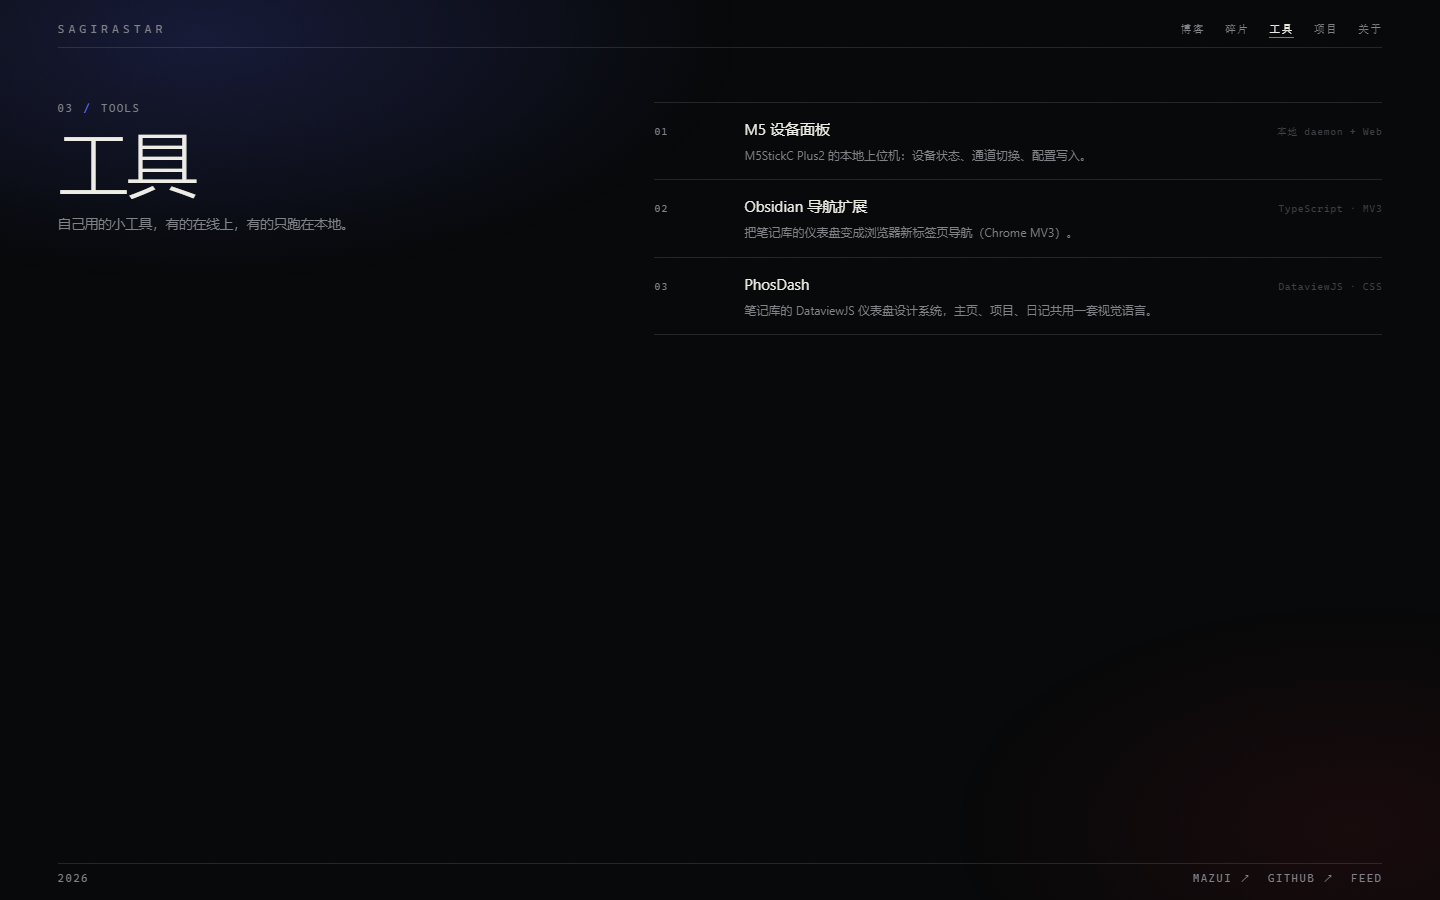 SAGIRASTAR
博客 碎片 工具 项目 关于
03 / TOOLS
工具
自己用的小工具，有的在线上，有的只跑在本地。
01 M5 设备面板 本地 daemon + Web
M5StickC Plus2 的本地上位机：设备状态、通道切换、配置写入。
02 Obsidian 导航扩展 TypeScript · MV3
把笔记库的仪表盘变成浏览器新标签页导航（Chrome MV3）。
03 PhosDash DataviewJS · CSS
笔记库的 DataviewJS 仪表盘设计系统，主页、项目、日记共用一套视觉语言。
2026 MAZUI ↗ GITHUB ↗ FEED